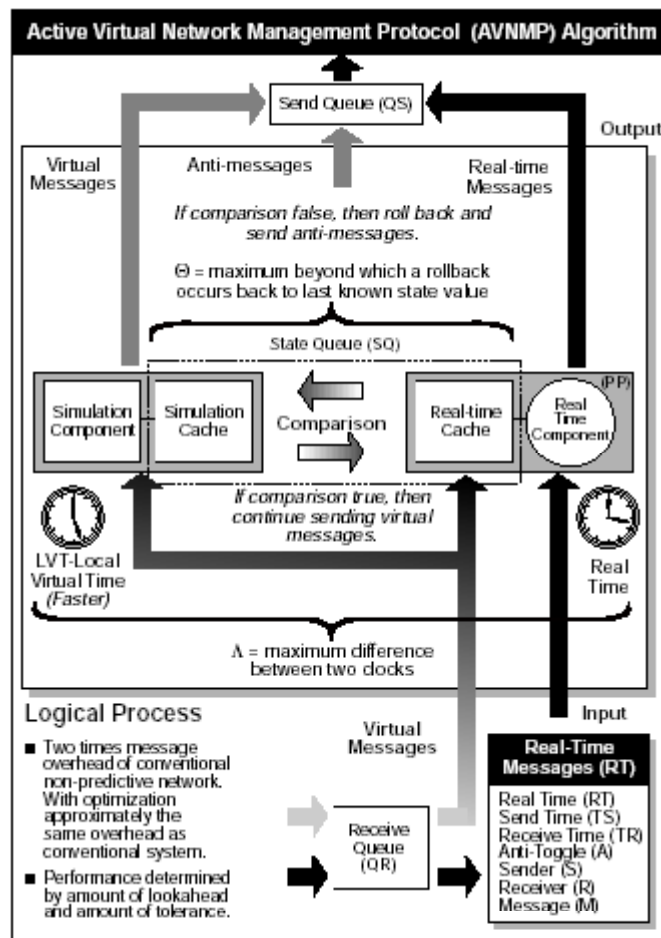 Active Virtual Network Management Protocol (AVNMP) Algorithm
Send Queue (QS)
Output
Virtual
Messages
Anti-messages
Real-time
Messages
If comparison false, then roll back and
send anti-messages.
Θ = maximum beyond which a rollback
occurs back to last known state value
State Queue (SQ)
(PP)
Simulation
Component
Simulation
Cache
Comparison
Real-time
Cache
Real
Time
Component
If comparison true, then
continue sending virtual
messages.
LVT-Local
Virtual Time
(Faster)
Real
Time
Λ = maximum difference
between two clocks
Logical Process
■ Two times message
overhead of conventional
non-predictive network.
With optimization
approximately the
same overhead as
conventional system.
■ Performance determined
by amount of lookahead
and amount of tolerance.
Virtual
Messages
Receive
Queue
(QR)
Input
Real-Time
Messages (RT)
Real Time (RT)
Send Time (TS)
Receive Time (TR)
Anti-Toggle (A)
Sender (S)
Receiver (R)
Message (M)